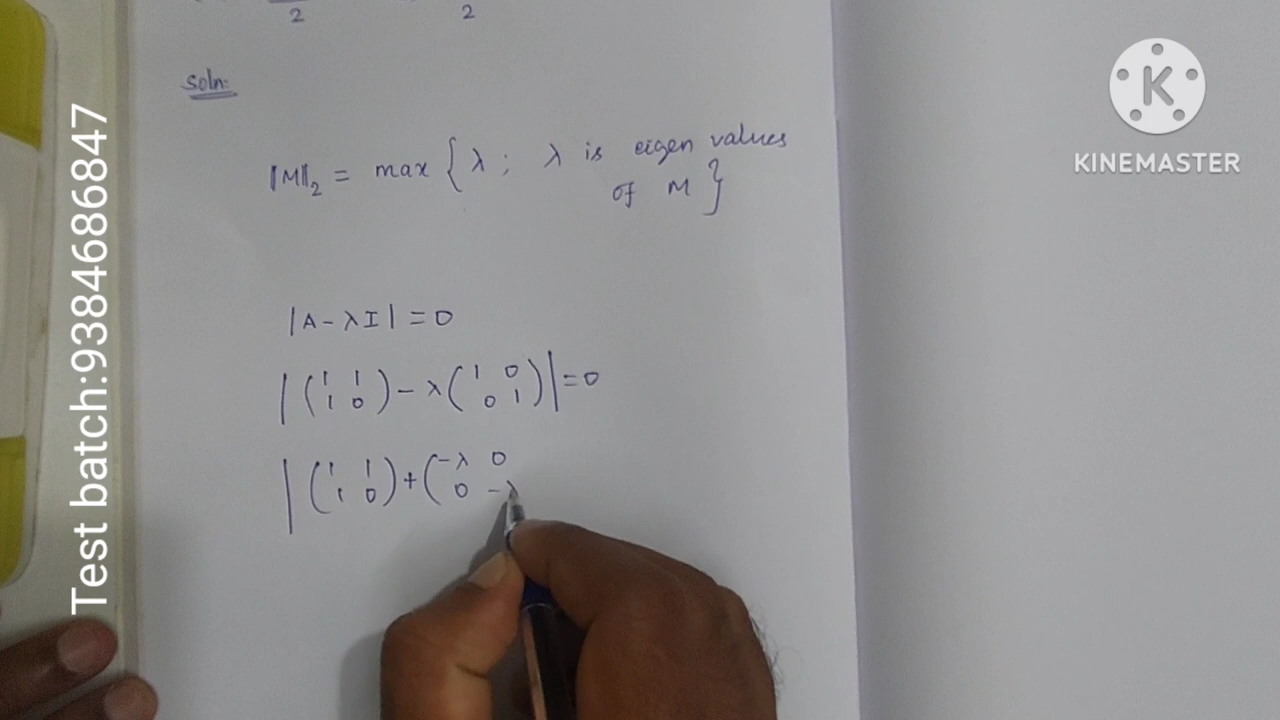 2 2
Soln:
‖M‖₂ = max { λ ; λ is eigen values
of M }
|A - λI| = 0
| ( 1 1
1 0 ) - λ ( 1 0
0 1 ) | = 0
| ( 1 1
1 0 ) + ( -λ 0
0 -λ
Test batch:9384686847
K
KINEMASTER